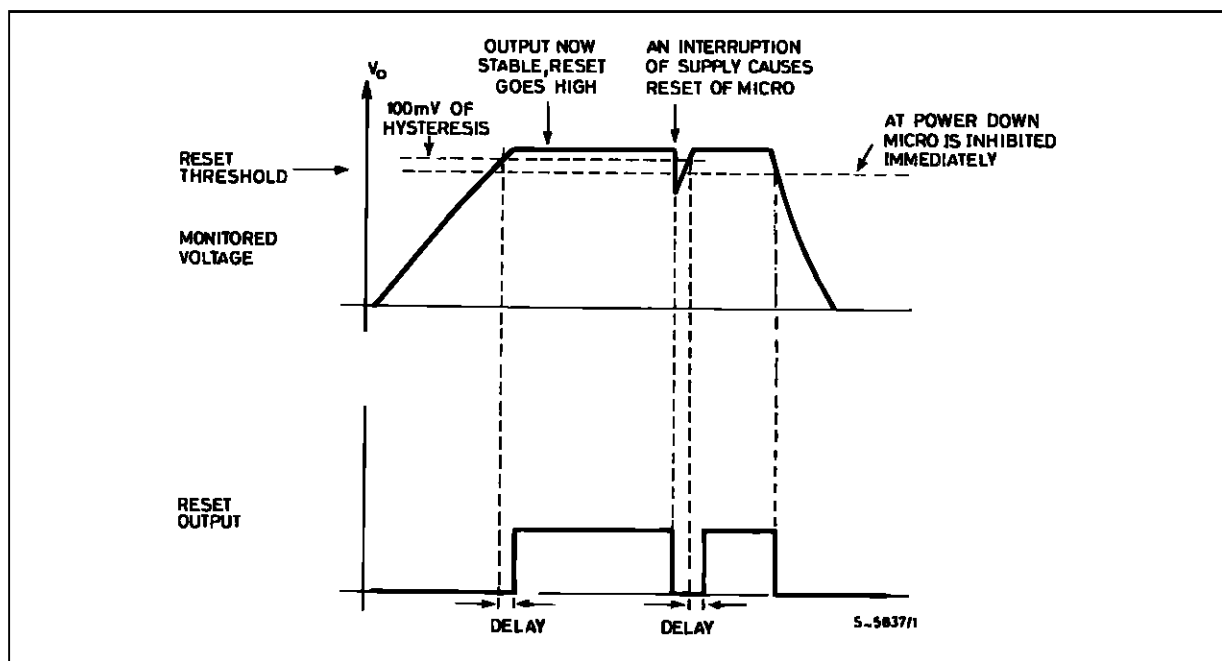 OUTPUT NOW
STABLE, RESET
GOES HIGH
AN INTERRUPTION
OF SUPPLY CAUSES
RESET OF MICRO
Vo
100mV OF
HYSTERESIS
AT POWER DOWN
MICRO IS INHIBITED
IMMEDIATELY
RESET
THRESHOLD
MONITORED
VOLTAGE
RESET
OUTPUT
DELAY
DELAY
S-5837/1